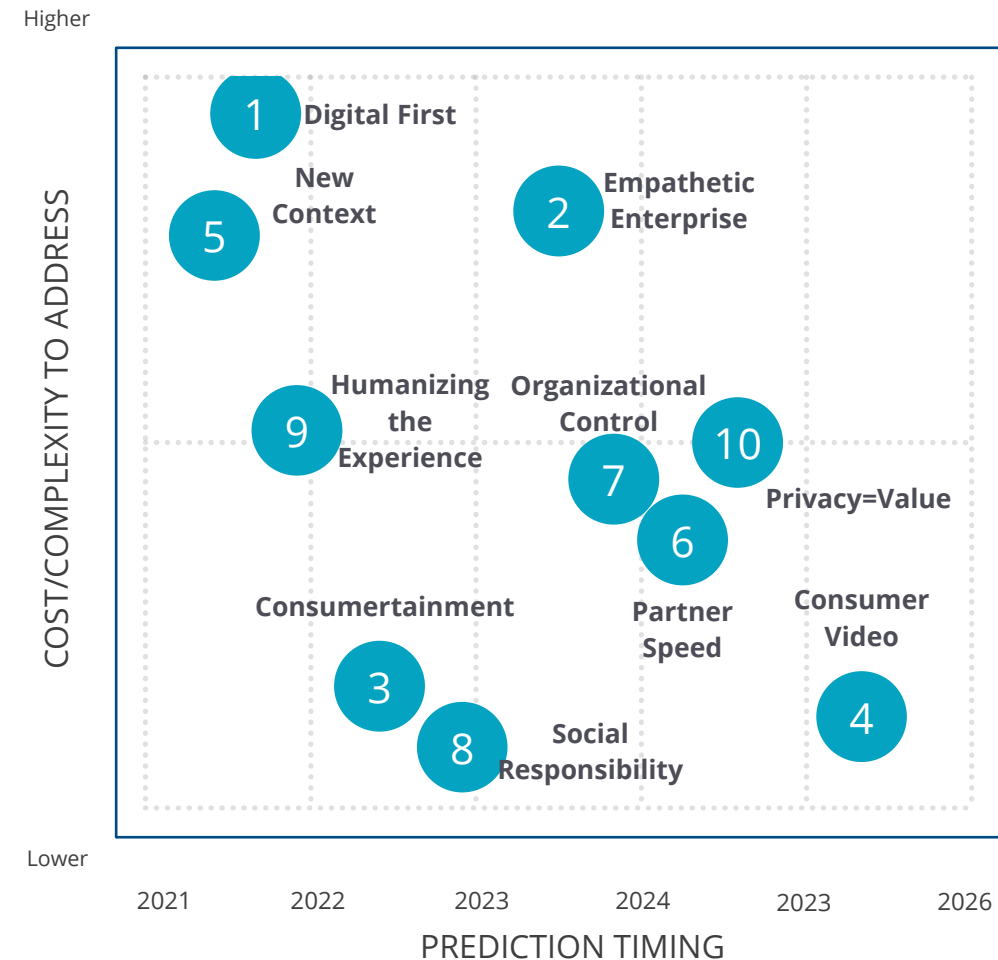 Higher
1
Digital First
New
Context
5
2
Empathetic
Enterprise
Humanizing
the
Experience
9
Organizational
Control
7
10
Privacy=Value
6
Partner
Speed
Consumertainment
3
8
Social
Responsibility
Consumer
Video
4
COST/COMPLEXITY TO ADDRESS
Lower
2021 2022 2023 2024 2023 2026
PREDICTION TIMING